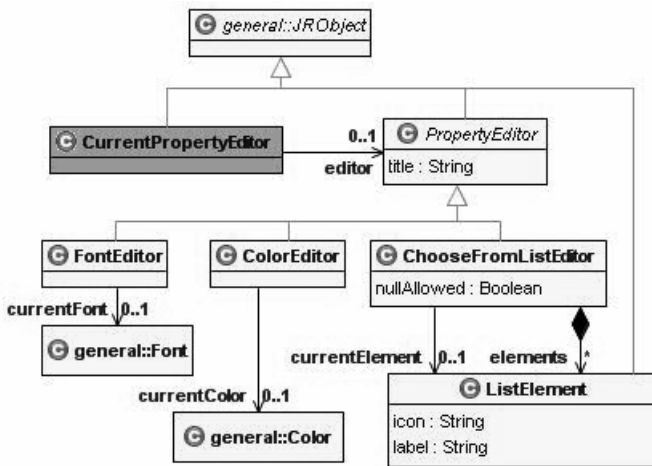 general::JRObject
CurrentPropertyEditor
0..1
editor
PropertyEditor
title : String
FontEditor
ColorEditor
ChooseFromListEditor
nullAllowed : Boolean
currentFont
0..1
general::Font
currentElement
0..1
elements
*
currentColor
0..1
general::Color
ListElement
icon : String
label : String